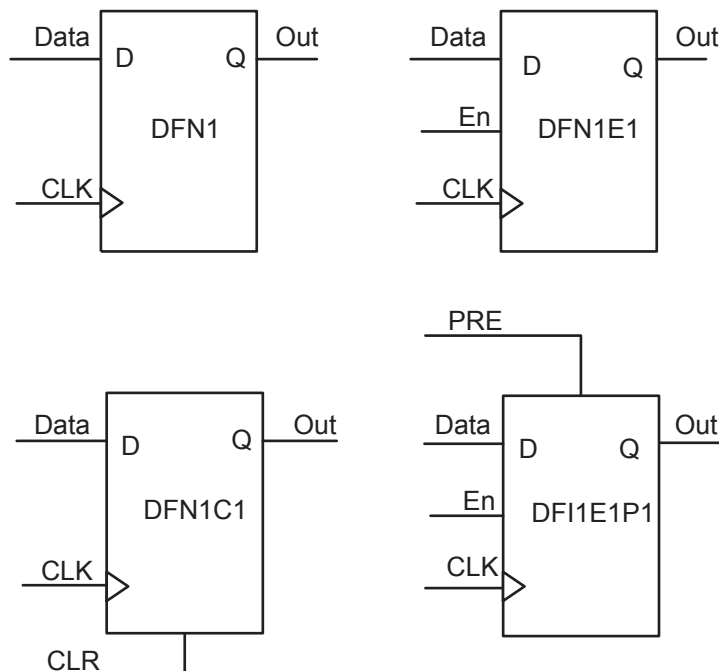 Data
D
Q
Out
DFN1
CLK
Data
D
Q
Out
En
DFN1E1
CLK
Data
D
Q
Out
DFN1C1
CLK
CLR
PRE
Data
D
Q
Out
En
DFI1E1P1
CLK